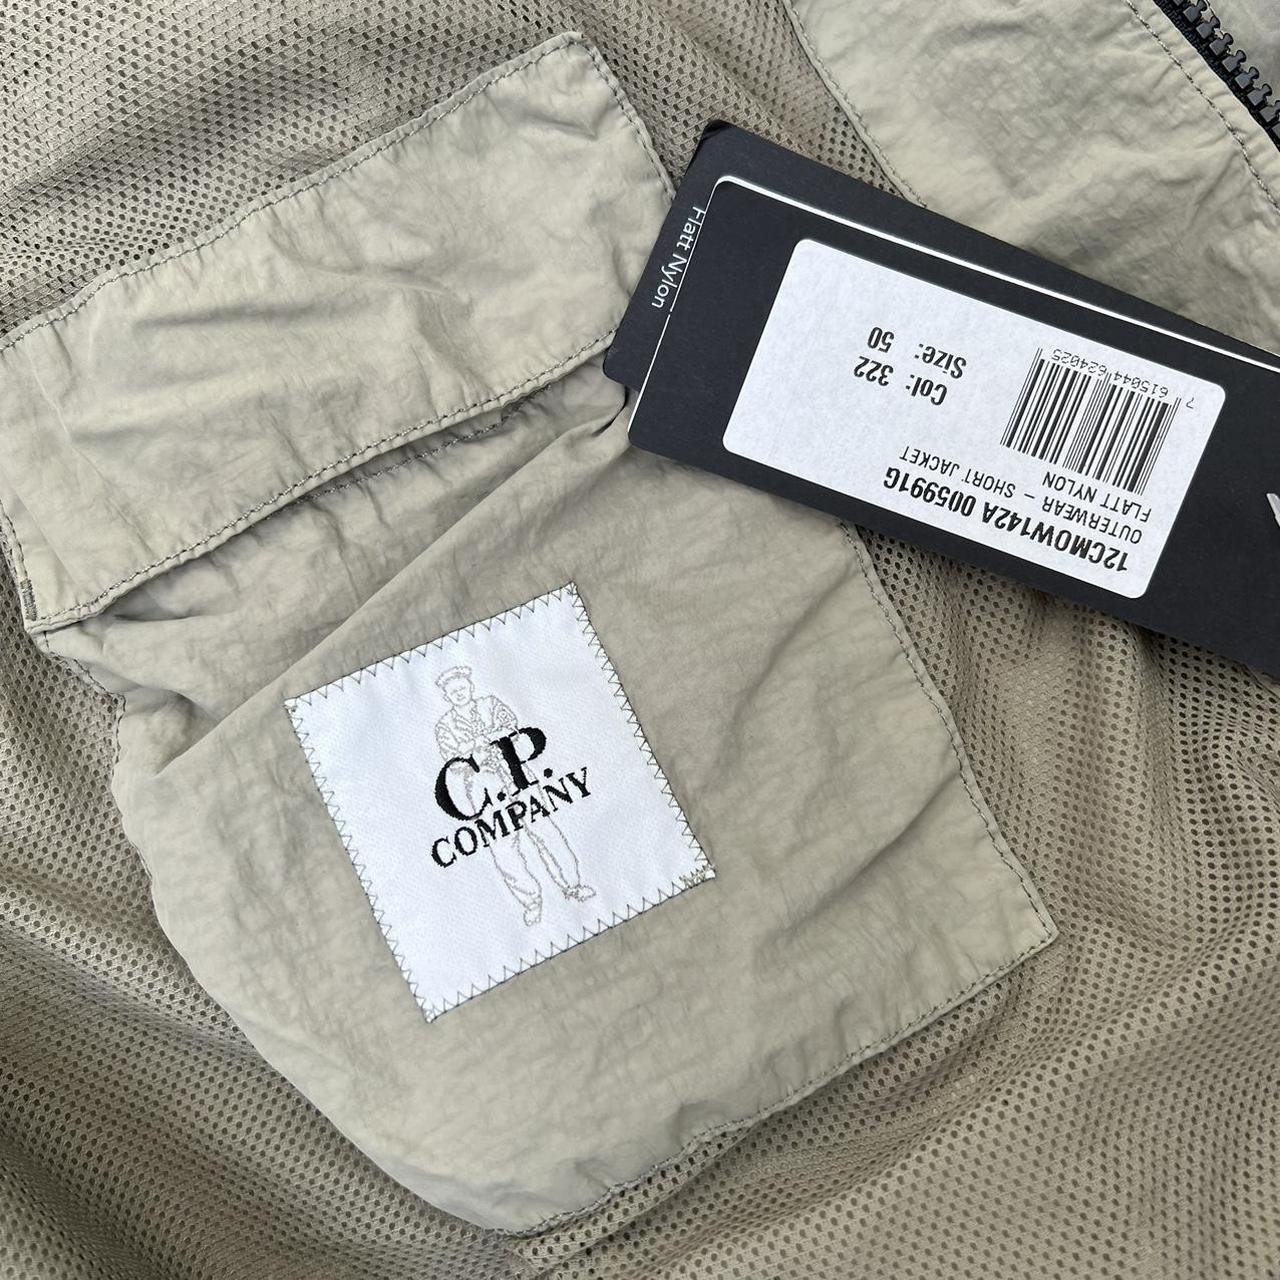 Flatt Nylon
12CMOW142A 005991G
OUTERWEAR - SHORT JACKET
FLATT NYLON
7 615044 624025
Col: 322
Size: 50
C.P.
COMPANY